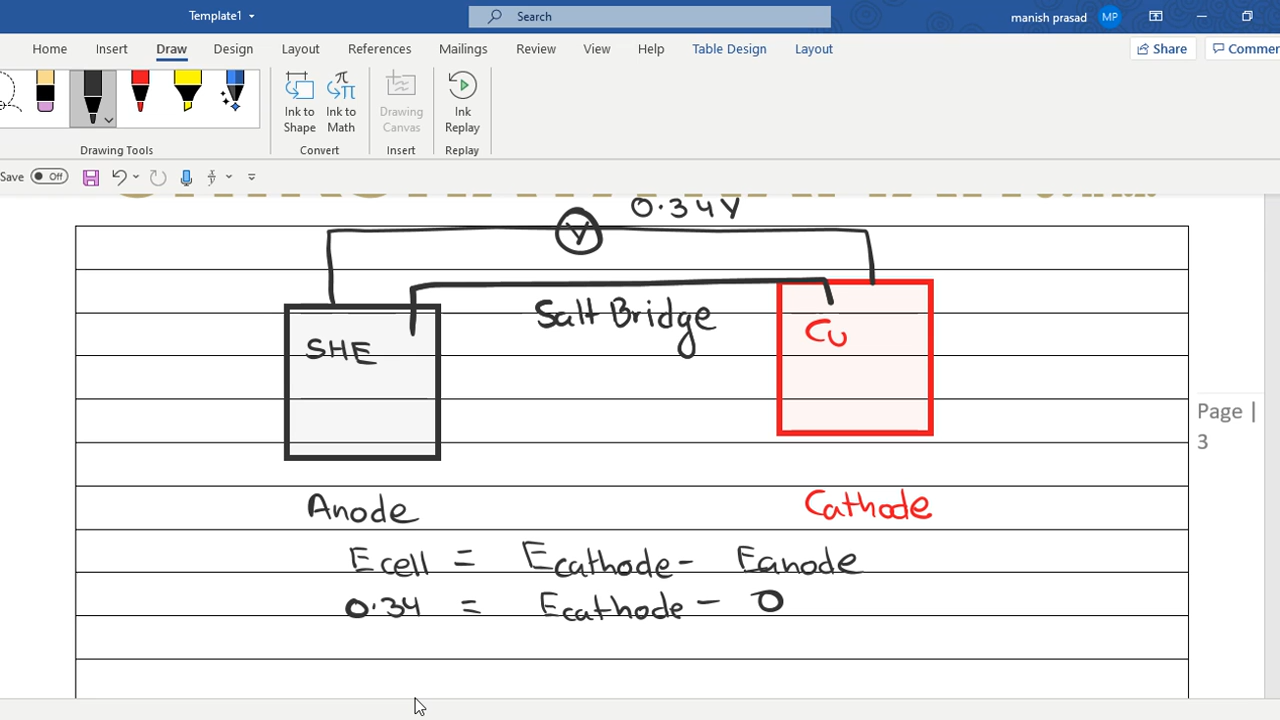 Template1
Search
manish prasad MP
Home Insert Draw Design Layout References Mailings Review View Help Table Design Layout Share Comme
Ink to Shape
Ink to Math
Drawing Canvas
Ink Replay
Drawing Tools Convert Insert Replay
Save Off
0.34V
V
Salt Bridge
SHE
Cu
Page |
3
Anode Cathode
Ecell = Ecathode - Eanode
0.34 = Ecathode - 0